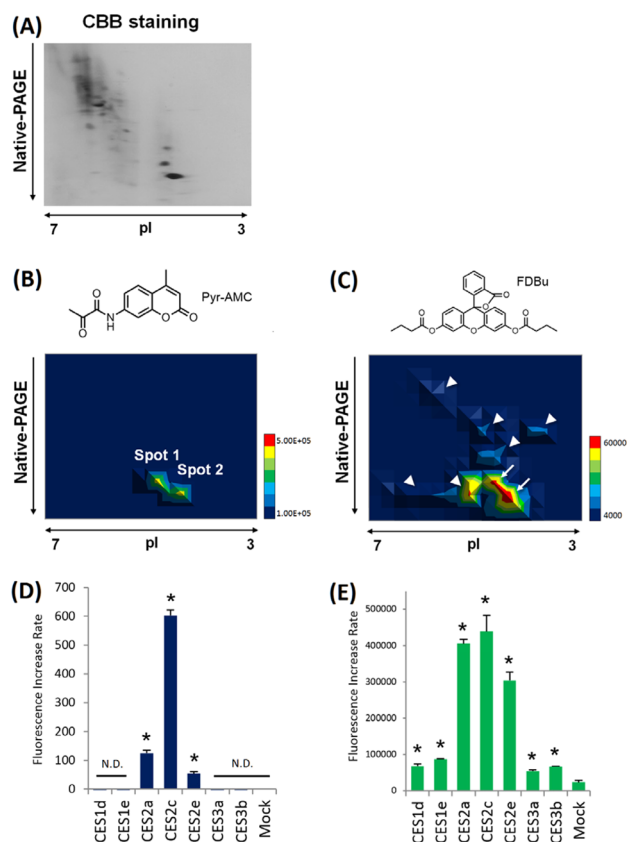 (A)
CBB staining
Native-PAGE
7 pI 3
(B)
Pyr-AMC
O
O
N
H
O
O
Native-PAGE
Spot 1
Spot 2
5.00E+05
1.00E+05
7 pI 3
(C)
FDBu
O
O
O
O
O
O
O
Native-PAGE
60000
4000
7 pI 3
(D)
Fluorescence Increase Rate
700
600
500
400
300
200
100
0
N.D.
*
*
*
N.D.
CES1d
CES1e
CES2a
CES2c
CES2e
CES3a
CES3b
Mock
(E)
Fluorescence Increase Rate
500000
400000
300000
200000
100000
0
*
*
*
*
*
*
*
CES1d
CES1e
CES2a
CES2c
CES2e
CES3a
CES3b
Mock